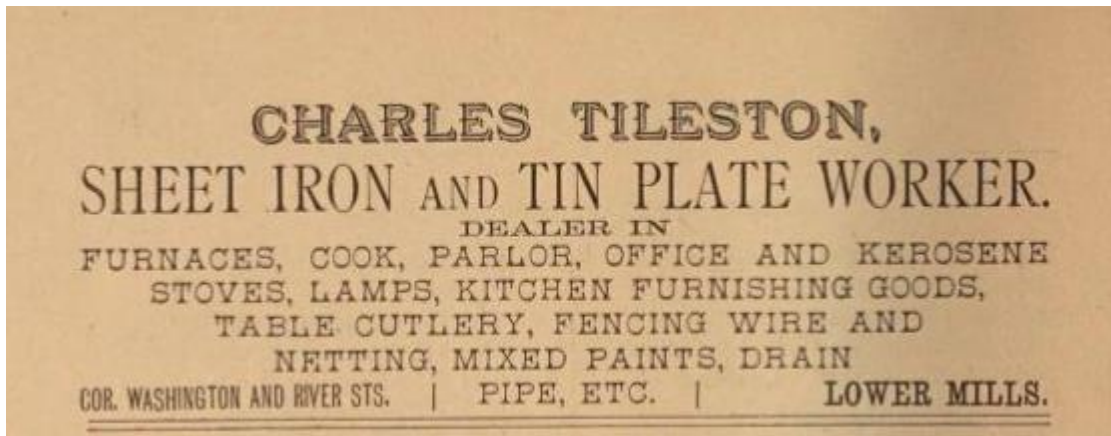 CHARLES TILESTON,
SHEET IRON AND TIN PLATE WORKER.
DEALER IN
FURNACES, COOK, PARLOR, OFFICE AND KEROSENE
STOVES, LAMPS, KITCHEN FURNISHING GOODS,
TABLE CUTLERY, FENCING WIRE AND
NETTING, MIXED PAINTS, DRAIN
COR. WASHINGTON AND RIVER STS. | PIPE, ETC. | LOWER MILLS.